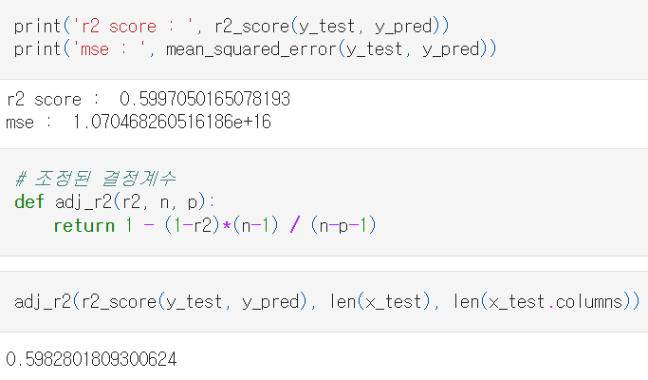 print('r2 score : ', r2_score(y_test, y_pred))
print('mse : ', mean_squared_error(y_test, y_pred))
r2 score :  0.5997050165078193
mse :  1.070468260516186e+16
# 조정된 결정계수
def adj_r2(r2, n, p):
    return 1 - (1-r2)*(n-1) / (n-p-1)
adj_r2(r2_score(y_test, y_pred), len(x_test), len(x_test.columns))
0.5982801809300624